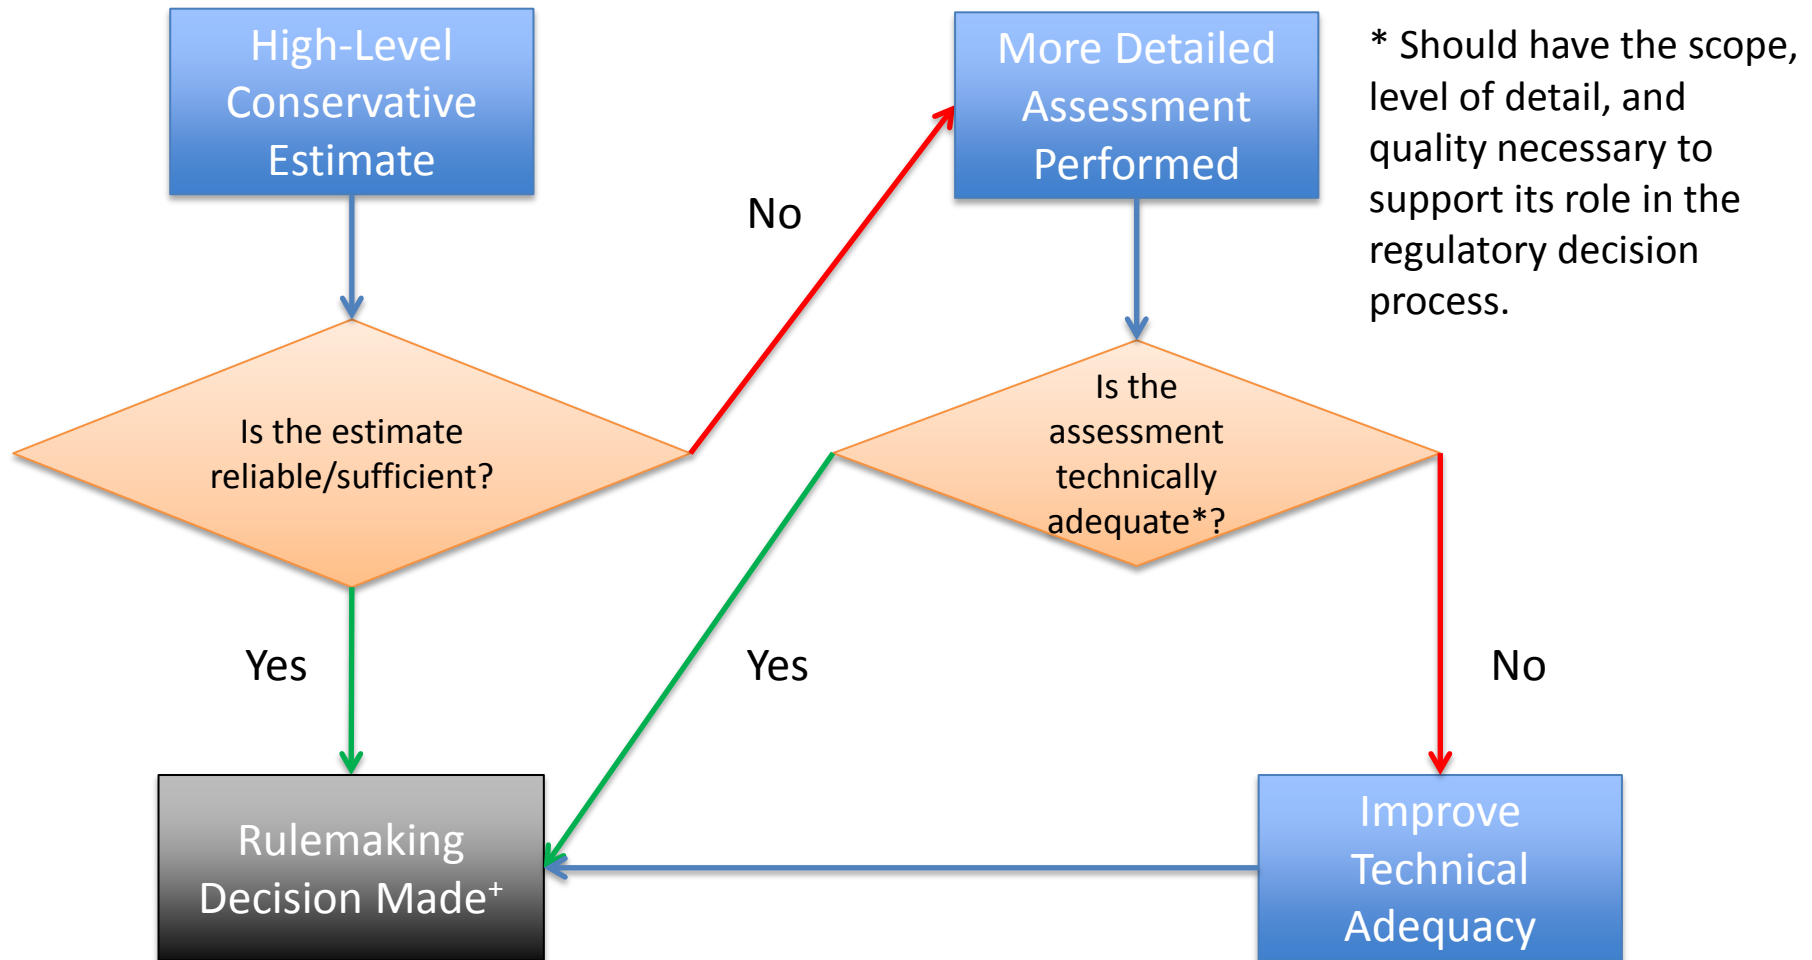 High-Level
Conservative
Estimate
More Detailed
Assessment
Performed
* Should have the scope,
level of detail, and
quality necessary to
support its role in the
regulatory decision
process.
No
Is the estimate
reliable/sufficient?
Is the
assessment
technically
adequate*?
Yes
Yes
No
Rulemaking
Decision Made⁺
Improve
Technical
Adequacy